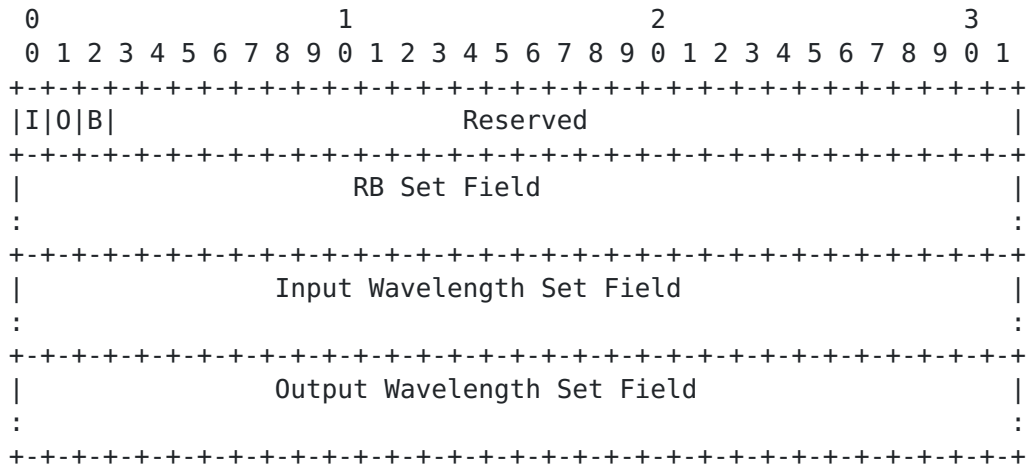 0                   1                   2                   3
 0 1 2 3 4 5 6 7 8 9 0 1 2 3 4 5 6 7 8 9 0 1 2 3 4 5 6 7 8 9 0 1
+-+-+-+-+-+-+-+-+-+-+-+-+-+-+-+-+-+-+-+-+-+-+-+-+-+-+-+-+-+-+-+-+
|I|O|B|                      Reserved                           |
+-+-+-+-+-+-+-+-+-+-+-+-+-+-+-+-+-+-+-+-+-+-+-+-+-+-+-+-+-+-+-+-+
|                     RB Set Field                              |
:                                                               :
+-+-+-+-+-+-+-+-+-+-+-+-+-+-+-+-+-+-+-+-+-+-+-+-+-+-+-+-+-+-+-+-+
|                Input Wavelength Set Field                     |
:                                                               :
+-+-+-+-+-+-+-+-+-+-+-+-+-+-+-+-+-+-+-+-+-+-+-+-+-+-+-+-+-+-+-+-+
|                Output Wavelength Set Field                    |
:                                                               :
+-+-+-+-+-+-+-+-+-+-+-+-+-+-+-+-+-+-+-+-+-+-+-+-+-+-+-+-+-+-+-+-+